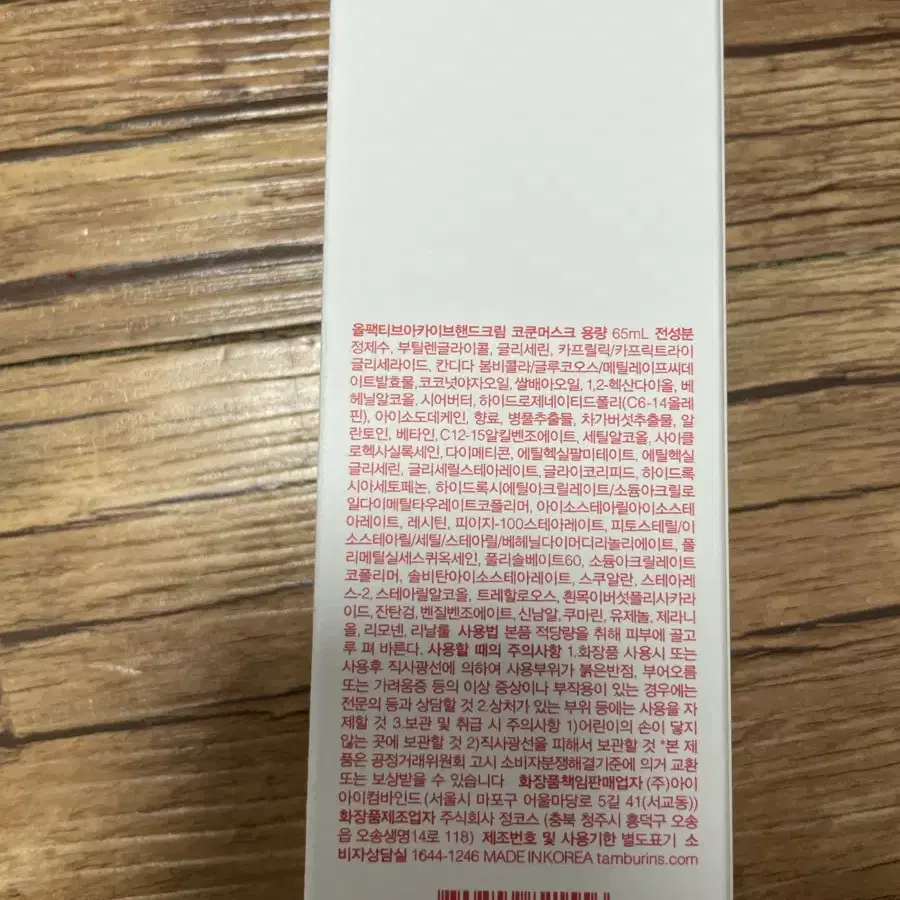 올팩티브아카이브핸드크림 코쿤머스크 용량 65mL 전성분
정제수, 부틸렌글라이콜, 글리세린, 카프릴릭/카프릭트라이
글리세라이드, 칸디다 봄비콜라/글루코오스/메틸레이프씨데
이트발효물,코코넛야자오일, 쌀배아오일, 1,2-헥산다이올, 베
헤닐알코올, 시어버터, 하이드로제네이티드폴리(C6-14올레
핀), 아이소도데케인, 향료, 병풀추출물, 차가버섯추출물, 알
란토인, 베타인,C12-15알킬벤조에이트, 세틸알코올, 사이클
로헥사실록세인,다이메티콘, 에틸헥실팔미테이트, 에틸헥실
글리세린, 글리세릴스테아레이트, 글라이코리피드, 하이드록
시아세토페논, 하이드록시에틸아크릴레이트/소듐아크릴로
일다이메틸타우레이트코폴리머, 아이소스테아릴아이소스테
아레이트, 레시틴, 피이지-100스테아레이트, 피토스테릴/이
소스테아릴/세틸/스테아릴/베헤닐다이머디리놀리에이트, 폴
리메틸실세스퀴옥세인, 폴리솔베이트60, 소듐아크릴레이트
코폴리머, 솔비탄아이소스테아레이트, 스쿠알란, 스테아레
스-2, 스테아릴알코올, 트레할로오스, 흰목이버섯폴리사카라
이드,잔탄검,벤질벤조에이트,신남알,쿠마린, 유제놀, 제라니
올, 리모넨, 리날룰 사용법 본품 적당량을 취해 피부에 골고
루 펴 바른다. 사용할 때의 주의사항 1.화장품 사용시 또는
사용후 직사광선에 의하여 사용부위가 붉은반점, 부어오름
또는 가려움증 등의 이상 증상이나 부작용이 있는 경우에는
전문의 등과 상담할 것 2.상처가 있는 부위 등에는 사용을 자
제할 것 3.보관 및 취급 시 주의사항 1)어린이의 손이 닿지
않는 곳에 보관할 것 2)직사광선을 피해서 보관할 것 *본 제
품은 공정거래위원회 고시 소비자분쟁해결기준에 의거 교환
또는 보상받을 수 있습니다. 화장품책임판매업자 (주)아이
아이컴바인드 (서울시 마포구 어울마당로 5길 41(서교동))
화장품제조업자 주식회사 정코스 (충북 청주시 흥덕구 오송
읍 오송생명14로 118) 제조번호 및 사용기한 별도표기 소
비자상담실 1644-1246 MADE IN KOREA tamburins.com